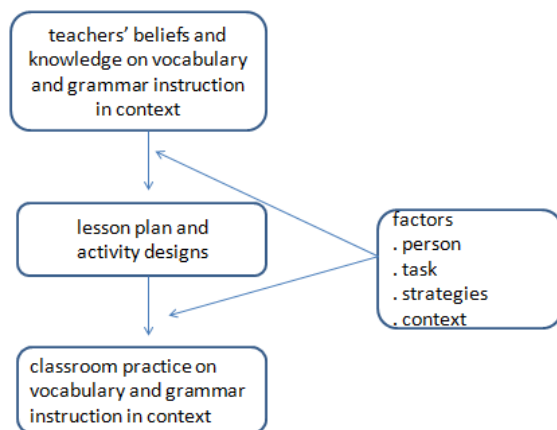 teachers' beliefs and
knowledge on vocabulary
and grammar instruction
in context
lesson plan and
activity designs
factors
. person
. task
. strategies
. context
classroom practice on
vocabulary and grammar
instruction in context